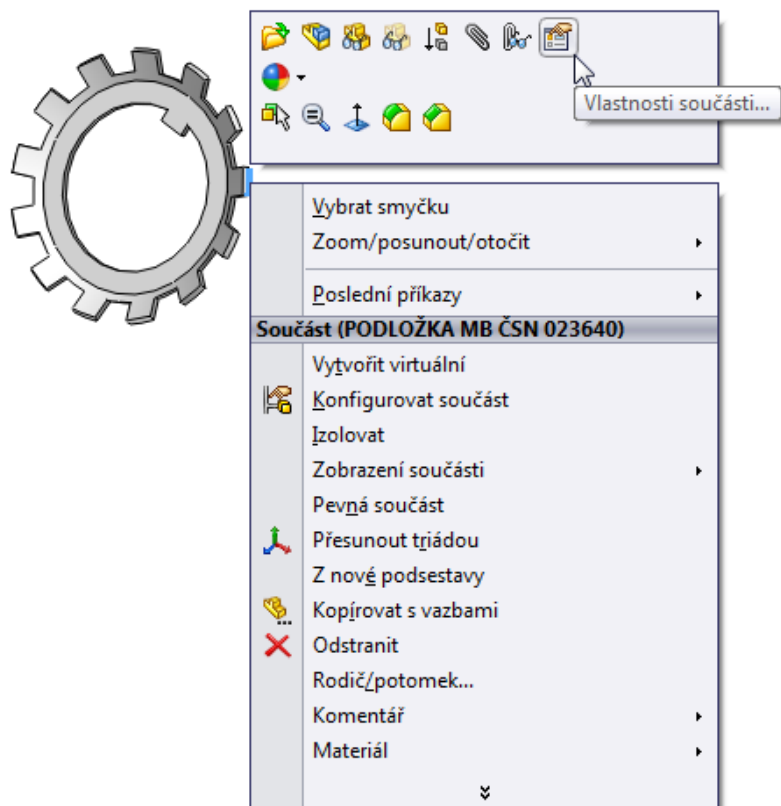 Vlastnosti součásti...
Vybrat smyčku
Zoom/posunout/otočit
Poslední příkazy
Součást (PODLOŽKA MB ČSN 023640)
Vytvořit virtuální
Konfigurovat součást
Izolovat
Zobrazení součásti
Pevná součást
Přesunout triádou
Z nové podsestavy
Kopírovat s vazbami
Odstranit
Rodič/potomek...
Komentář
Materiál